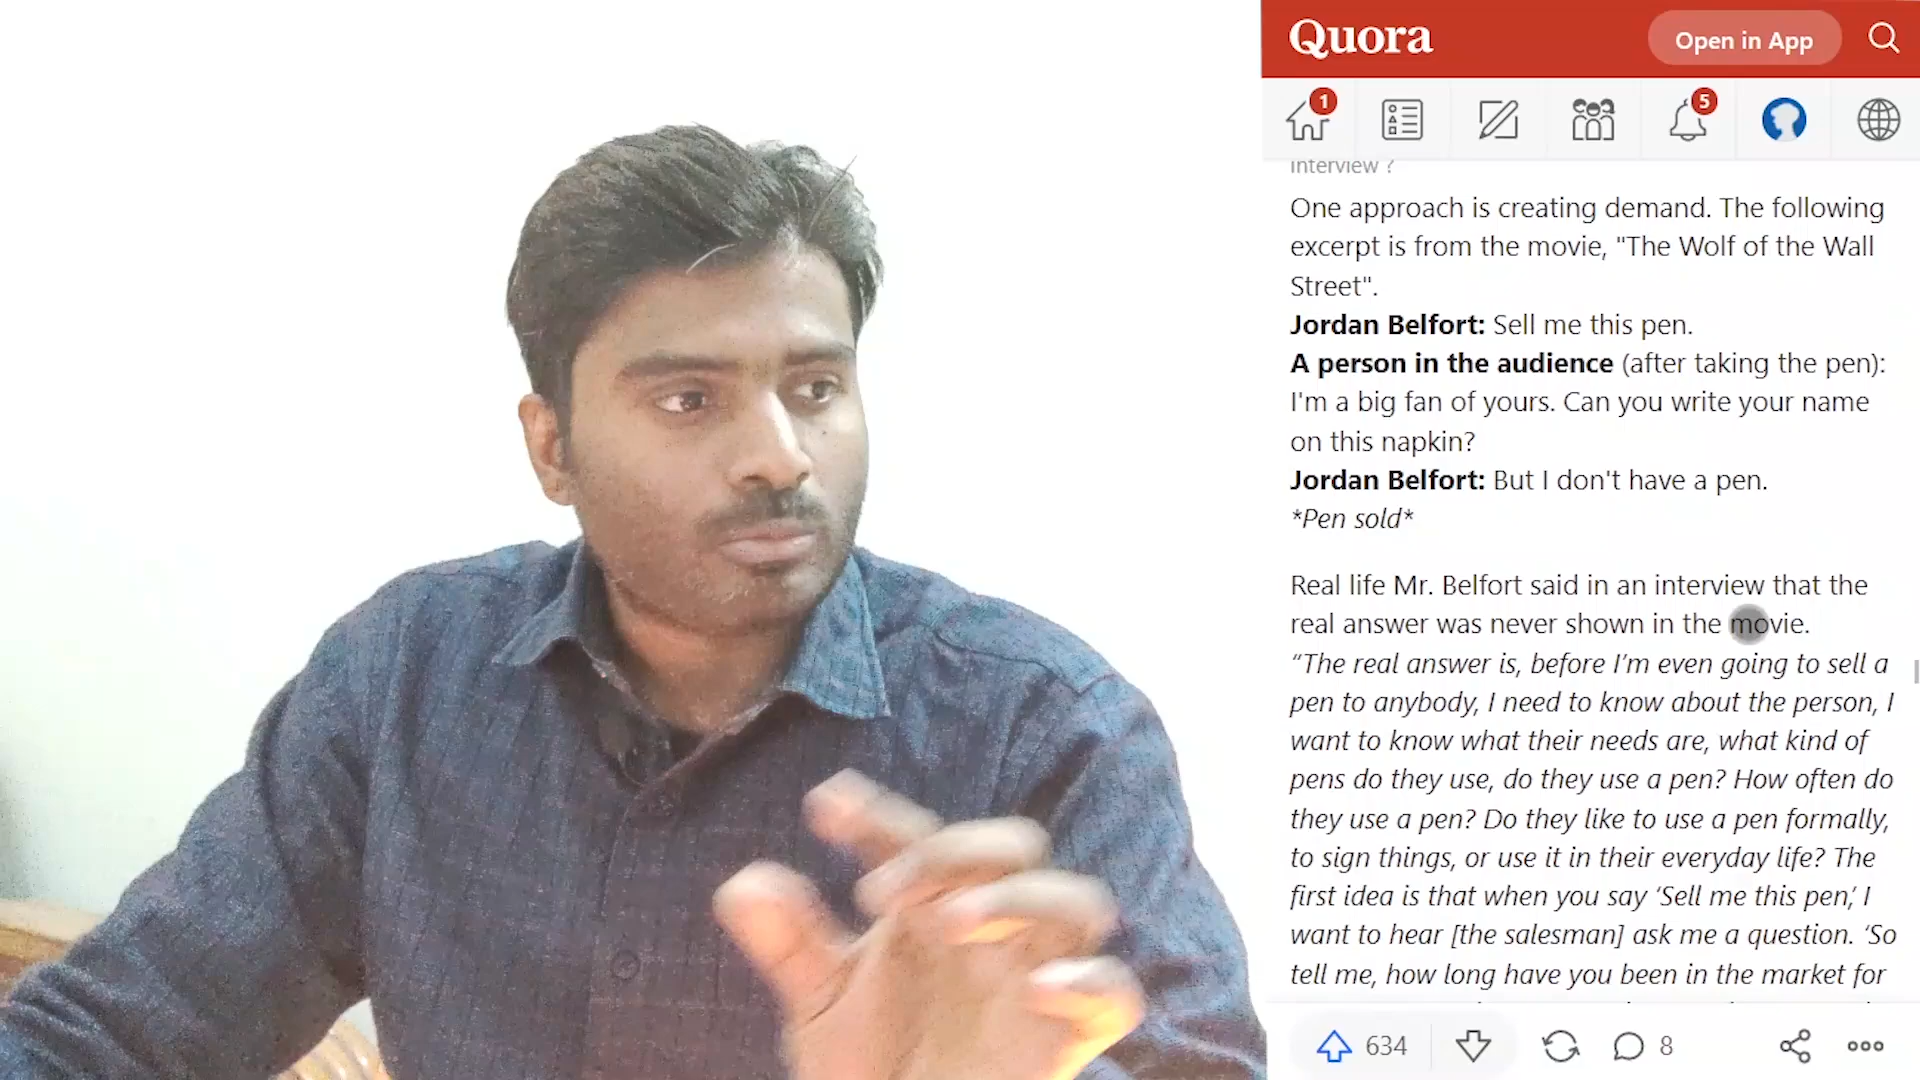 Quora
Open in App
1
5
interview ?
One approach is creating demand. The following
excerpt is from the movie, "The Wolf of the Wall
Street".
Jordan Belfort: Sell me this pen.
A person in the audience (after taking the pen):
I'm a big fan of yours. Can you write your name
on this napkin?
Jordan Belfort: But I don't have a pen.
*Pen sold*
Real life Mr. Belfort said in an interview that the
real answer was never shown in the movie.
“The real answer is, before I’m even going to sell a
pen to anybody, I need to know about the person, I
want to know what their needs are, what kind of
pens do they use, do they use a pen? How often do
they use a pen? Do they like to use a pen formally,
to sign things, or use it in their everyday life? The
first idea is that when you say ‘Sell me this pen,’ I
want to hear [the salesman] ask me a question. ‘So
tell me, how long have you been in the market for
634
8